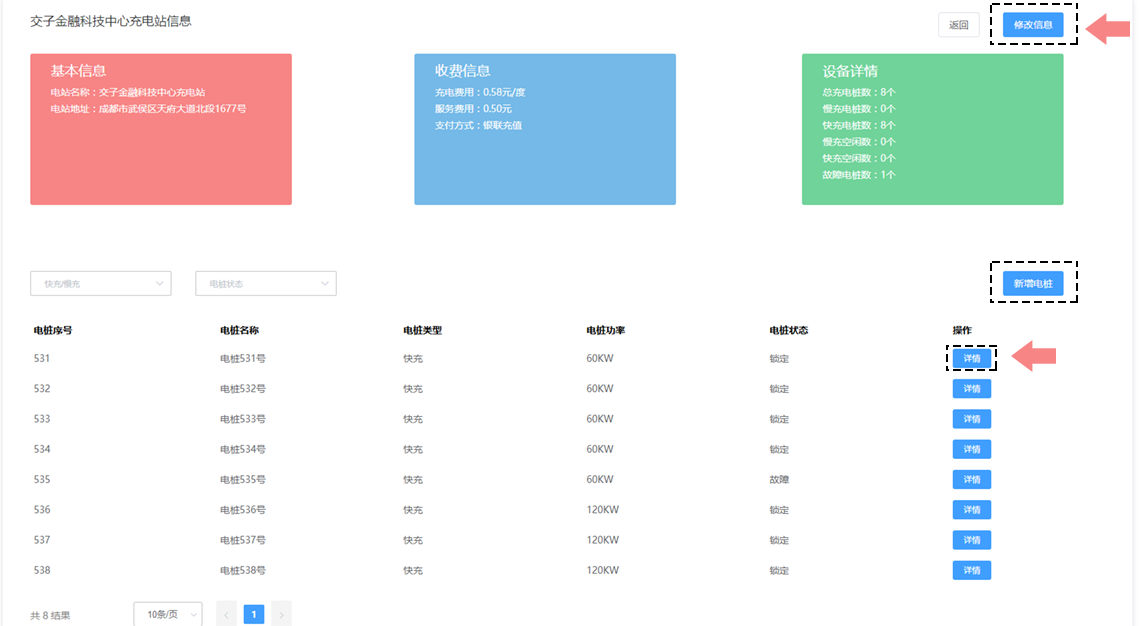 交子金融科技中心充电站信息
返回
修改信息
基本信息
电站名称：交子金融科技中心充电站
电站地址：成都市武侯区天府大道北段1677号
收费信息
充电费用：0.58元/度
服务费用：0.50元
支付方式：银联充值
设备详情
总充电桩数：8个
慢充电桩数：0个
快充电桩数：8个
慢充空闲数：0个
快充空闲数：0个
故障电桩数：1个
快充/慢充
电桩状态
新增电桩
电桩序号 电桩名称 电桩类型 电桩功率 电桩状态 操作
531 电桩531号 快充 60KW 锁定 详情
532 电桩532号 快充 60KW 锁定 详情
533 电桩533号 快充 60KW 锁定 详情
534 电桩534号 快充 60KW 锁定 详情
535 电桩535号 快充 60KW 故障 详情
536 电桩536号 快充 120KW 锁定 详情
537 电桩537号 快充 120KW 锁定 详情
538 电桩538号 快充 120KW 锁定 详情
共 8 结果 10条/页 1